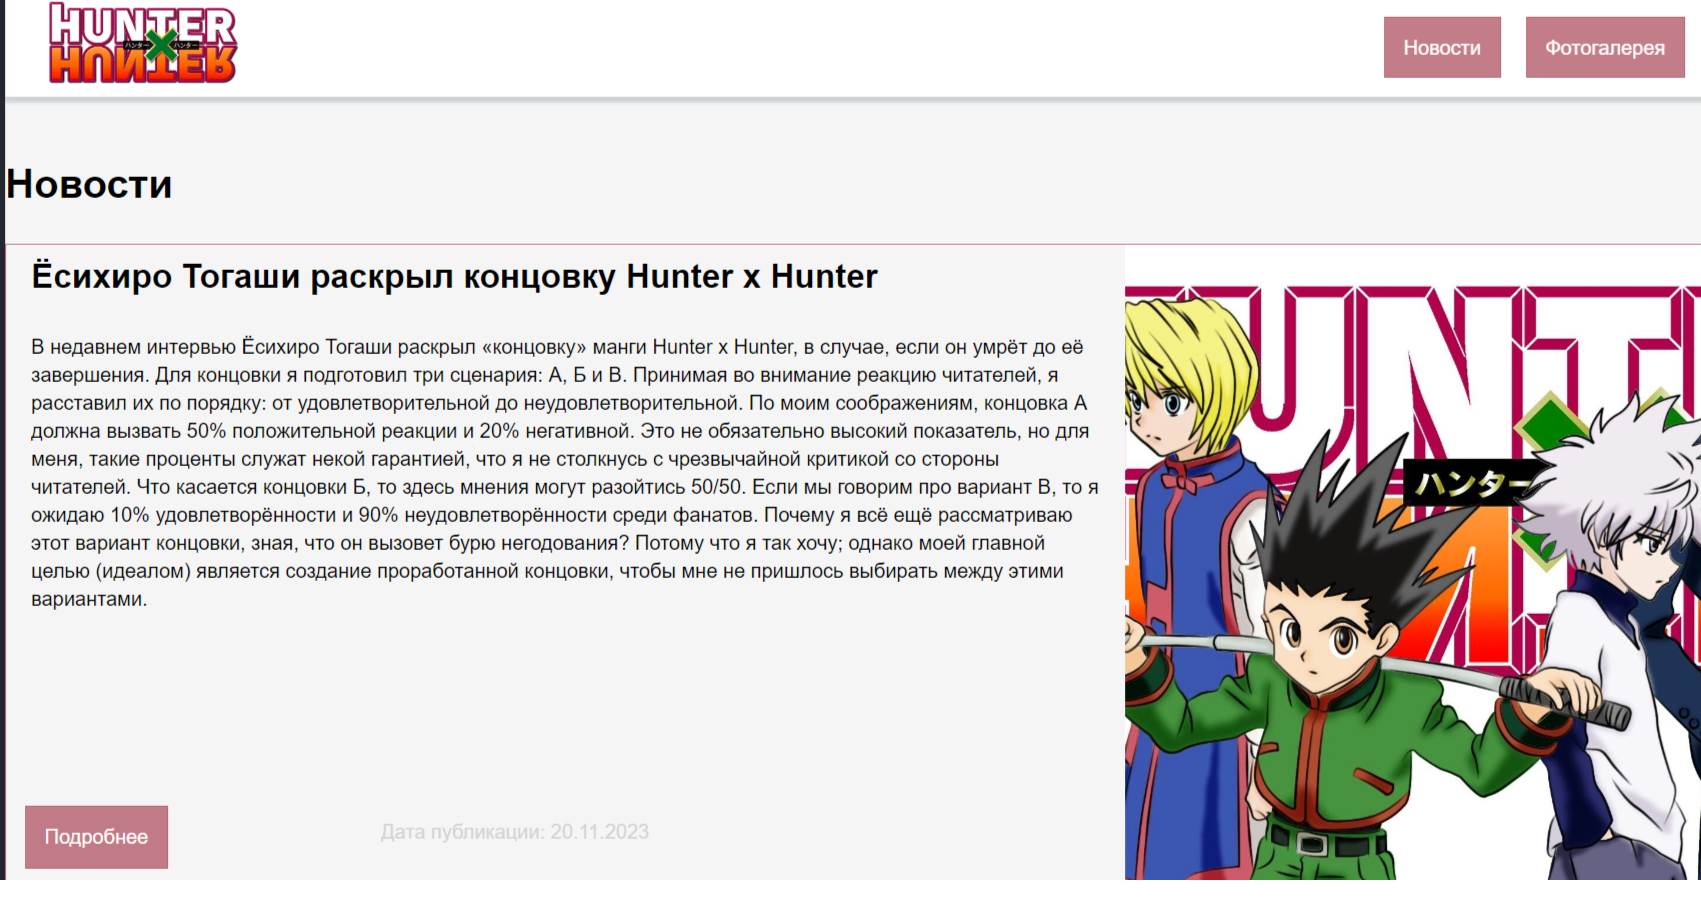 HUNTER
ハンター×ハンター
HUNTER
Новости
Фотогалерея
Новости
Ёсихиро Тогаши раскрыл концовку Hunter x Hunter
В недавнем интервью Ёсихиро Тогаши раскрыл «концовку» манги Hunter x Hunter, в случае, если он умрёт до её
завершения. Для концовки я подготовил три сценария: А, Б и В. Принимая во внимание реакцию читателей, я
расставил их по порядку: от удовлетворительной до неудовлетворительной. По моим соображениям, концовка А
должна вызвать 50% положительной реакции и 20% негативной. Это не обязательно высокий показатель, но для
меня, такие проценты служат некой гарантией, что я не столкнусь с чрезвычайной критикой со стороны
читателей. Что касается концовки Б, то здесь мнения могут разойтись 50/50. Если мы говорим про вариант В, то я
ожидаю 10% удовлетворённости и 90% неудовлетворённости среди фанатов. Почему я всё ещё рассматриваю
этот вариант концовки, зная, что он вызовет бурю негодования? Потому что я так хочу; однако моей главной
целью (идеалом) является создание проработанной концовки, чтобы мне не пришлось выбирать между этими
вариантами.
ハンター
Подробнее
Дата публикации: 20.11.2023